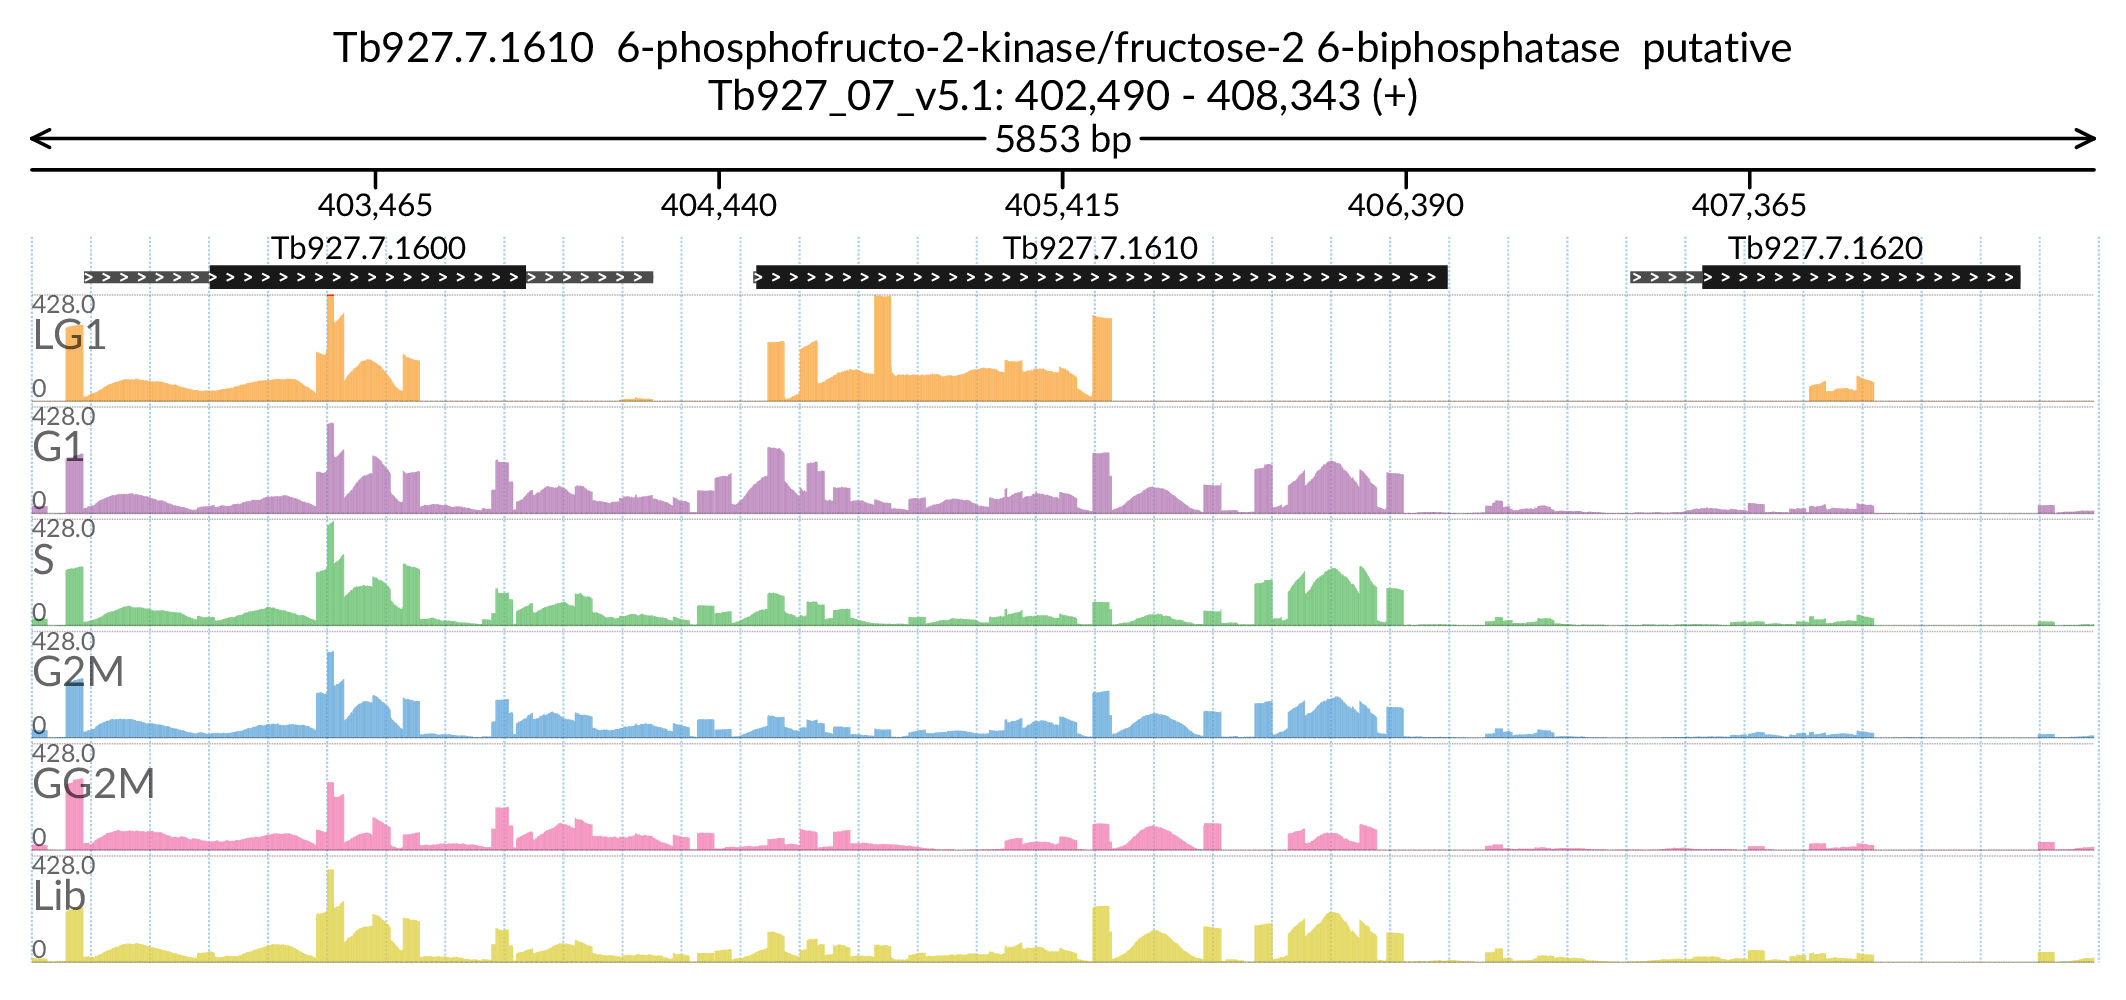 Tb927.7.1610  6-phosphofructo-2-kinase/fructose-2 6-biphosphatase  putative
Tb927_07_v5.1: 402,490 - 408,343 (+)
5853 bp
403,465 404,440 405,415 406,390 407,365
Tb927.7.1600 Tb927.7.1610 Tb927.7.1620
428.0
LG1
0
428.0
G1
0
428.0
S
0
428.0
G2M
0
428.0
GG2M
0
428.0
Lib
0